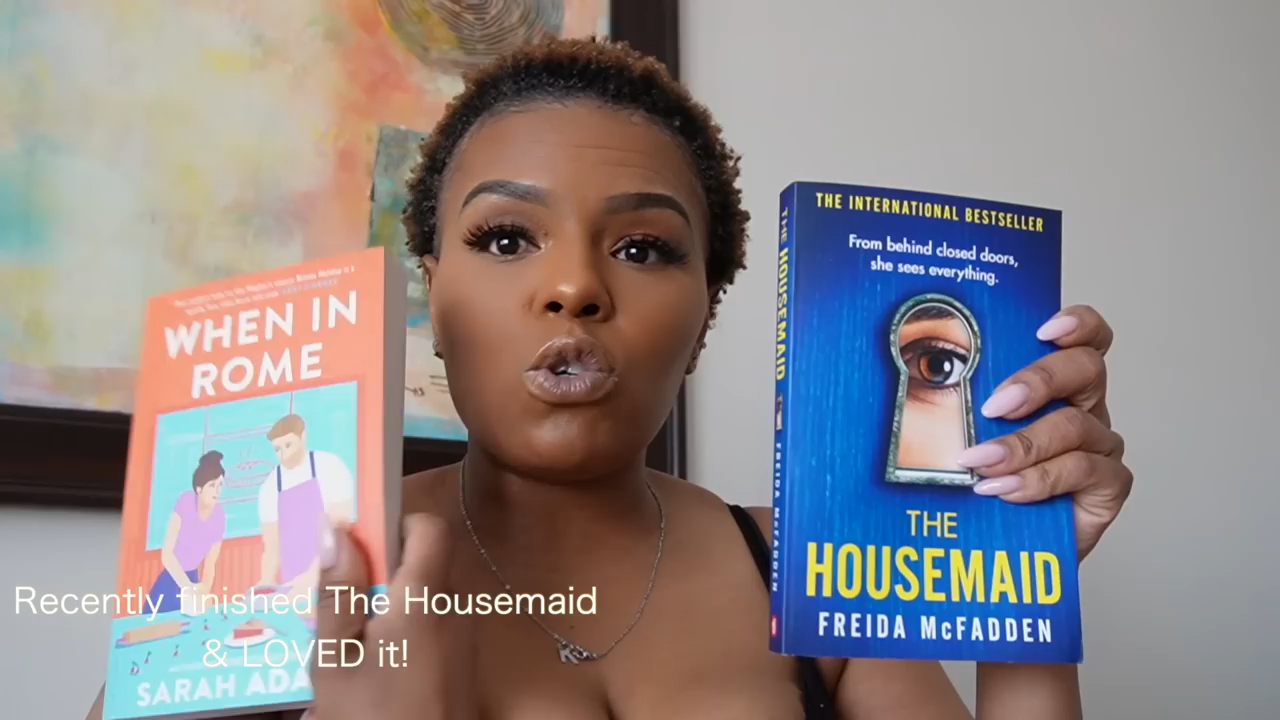 WHEN IN
ROME
SARAH ADA
THE INTERNATIONAL BESTSELLER
From behind closed doors,
she sees everything.
THE
HOUSEMAID
FREIDA McFADDEN
THE HOUSEMAID
FREIDA McFADDEN
Recently finished The Housemaid
& LOVED it!